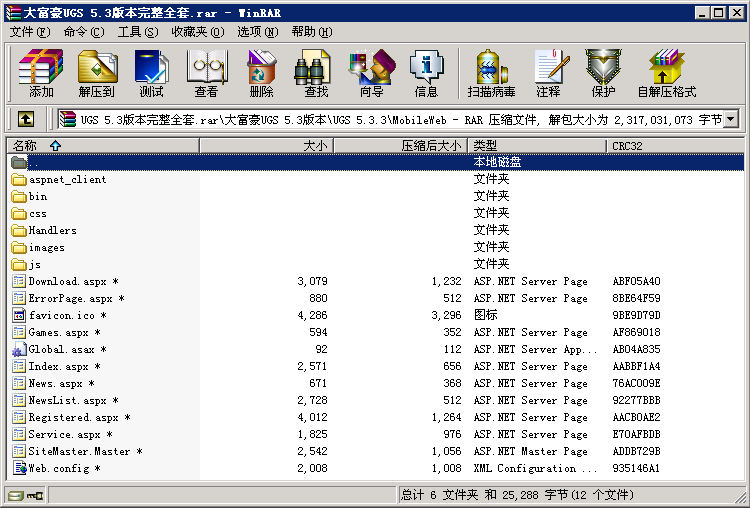 大富豪UGS 5.3版本完整全套.rar - WinRAR
文件(F) 命令(C) 工具(S) 收藏夹(O) 选项(N) 帮助(H)
添加 解压到 测试 查看 删除 查找 向导 信息 扫描病毒 注释 保护 自解压格式
UGS 5.3版本完整全套.rar\大富豪UGS 5.3版本\UGS 5.3.3\MobileWeb - RAR 压缩文件, 解包大小为 2,317,031,073 字节
名称 大小 压缩后大小 类型 CRC32
.. 本地磁盘
aspnet_client 文件夹
bin 文件夹
css 文件夹
Handlers 文件夹
images 文件夹
js 文件夹
Download.aspx * 3,079 1,232 ASP.NET Server Page ABF05A40
ErrorPage.aspx * 880 512 ASP.NET Server Page 8BE64F59
favicon.ico * 4,286 3,296 图标 9BE9D79D
Games.aspx * 594 352 ASP.NET Server Page AF869018
Global.asax * 92 112 ASP.NET Server App... AB04A835
Index.aspx * 2,571 656 ASP.NET Server Page AABBF1A4
News.aspx * 671 368 ASP.NET Server Page 76AC009E
NewsList.aspx * 2,728 512 ASP.NET Server Page 92277BBB
Registered.aspx * 4,012 1,264 ASP.NET Server Page AACB0AE2
Service.aspx * 1,825 976 ASP.NET Server Page E70AFBDB
SiteMaster.Master * 2,542 1,056 ASP.NET Master Page ADDB729B
Web.config * 2,008 1,008 XML Configuration ... 935146A1
总计 6 文件夹 和 25,288 字节(12 个文件)